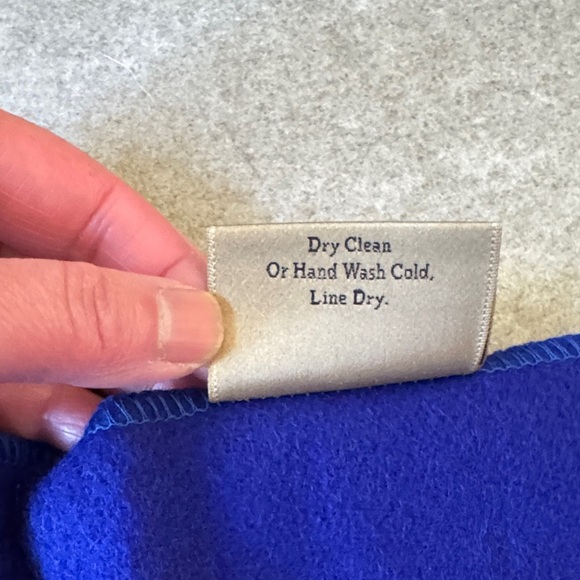 Dry Clean
Or Hand Wash Cold,
Line Dry.